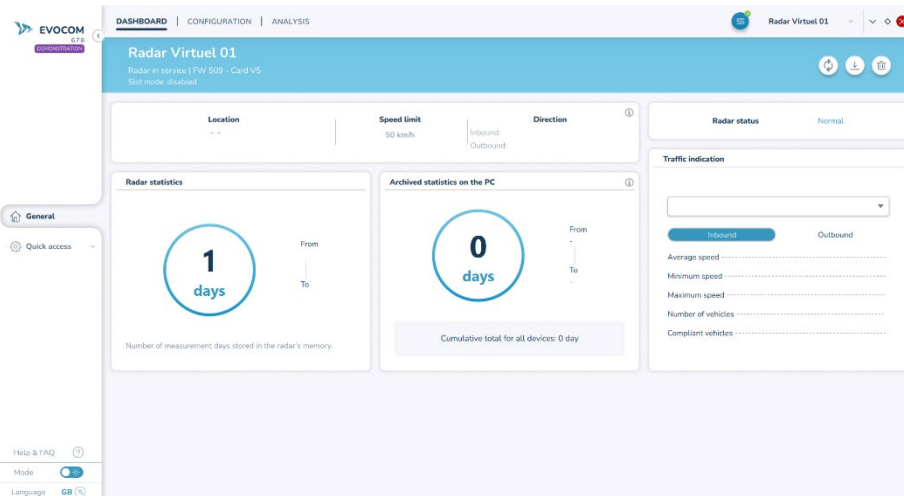 EVOCOM
6.7.8
DEMONSTRATION
DASHBOARD | CONFIGURATION | ANALYSIS
Radar Virtuel 01
Radar Virtuel 01
Radar in service | FW 509 - Card V5
Slot mode: disabled
Location
- -
Speed limit
50 km/h
Direction
Inbound:
Outbound:
Radar status
Normal
Radar statistics
1
days
From
To
Number of measurement days stored in the radar's memory.
Archived statistics on the PC
0
days
From
-
To
-
Cumulative total for all devices: 0 day
Traffic indication
Inbound
Outbound
Average speed
Minimum speed
Maximum speed
Number of vehicles
Compliant vehicles
General
Quick access
Help & FAQ
Mode
Language GB